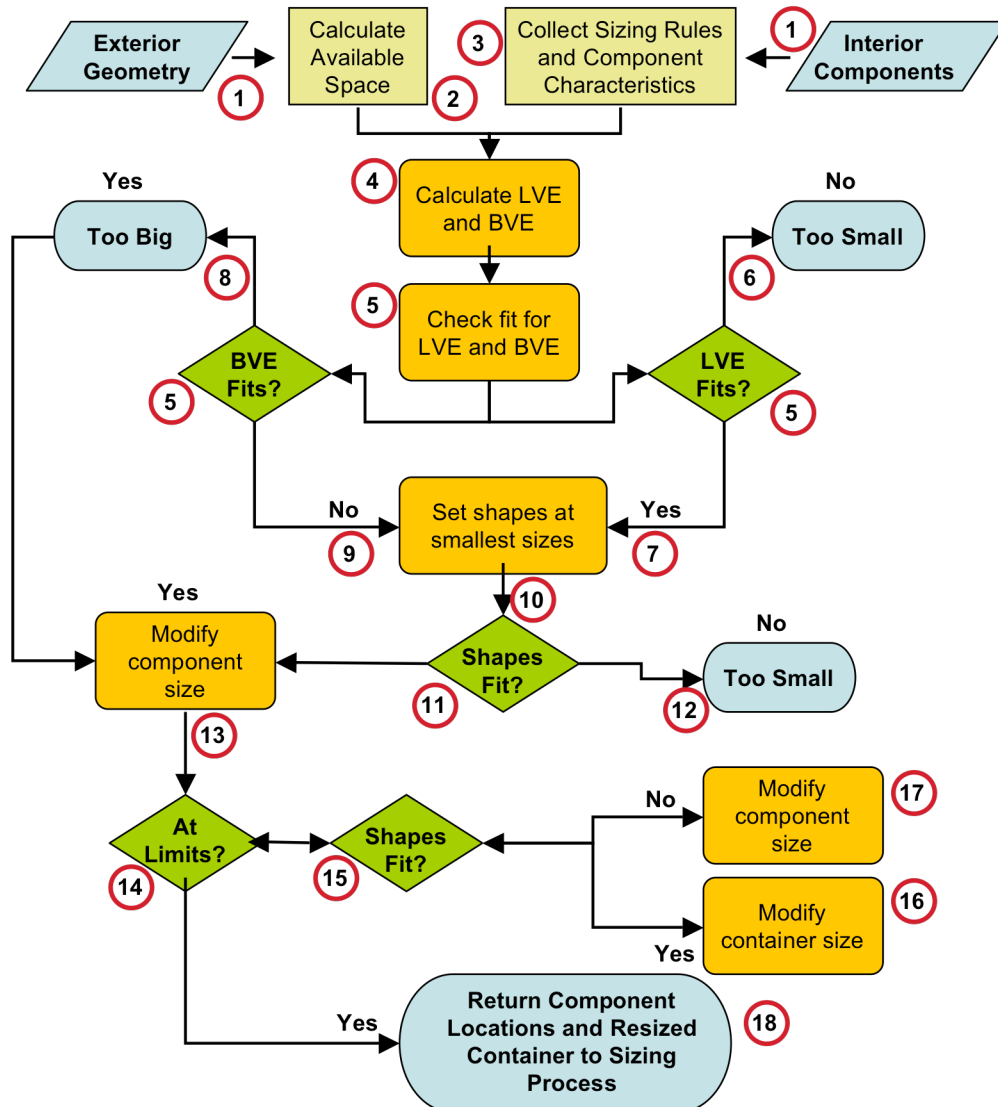 Exterior
Geometry
1
Calculate
Available
Space
2
3
Collect Sizing Rules
and Component
Characteristics
1
Interior
Components
4
Calculate LVE
and BVE
Yes
Too Big
8
No
Too Small
6
5
Check fit for
LVE and BVE
BVE
Fits?
5
LVE
Fits?
5
No
9
Set shapes at
smallest sizes
Yes
7
10
Yes
Modify
component
size
Shapes
Fit?
11
No
Too Small
12
13
At
Limits?
14
Shapes
Fit?
15
No
Modify
component
size
17
Yes
Modify
container size
16
Yes
Return Component
Locations and Resized
Container to Sizing
Process
18